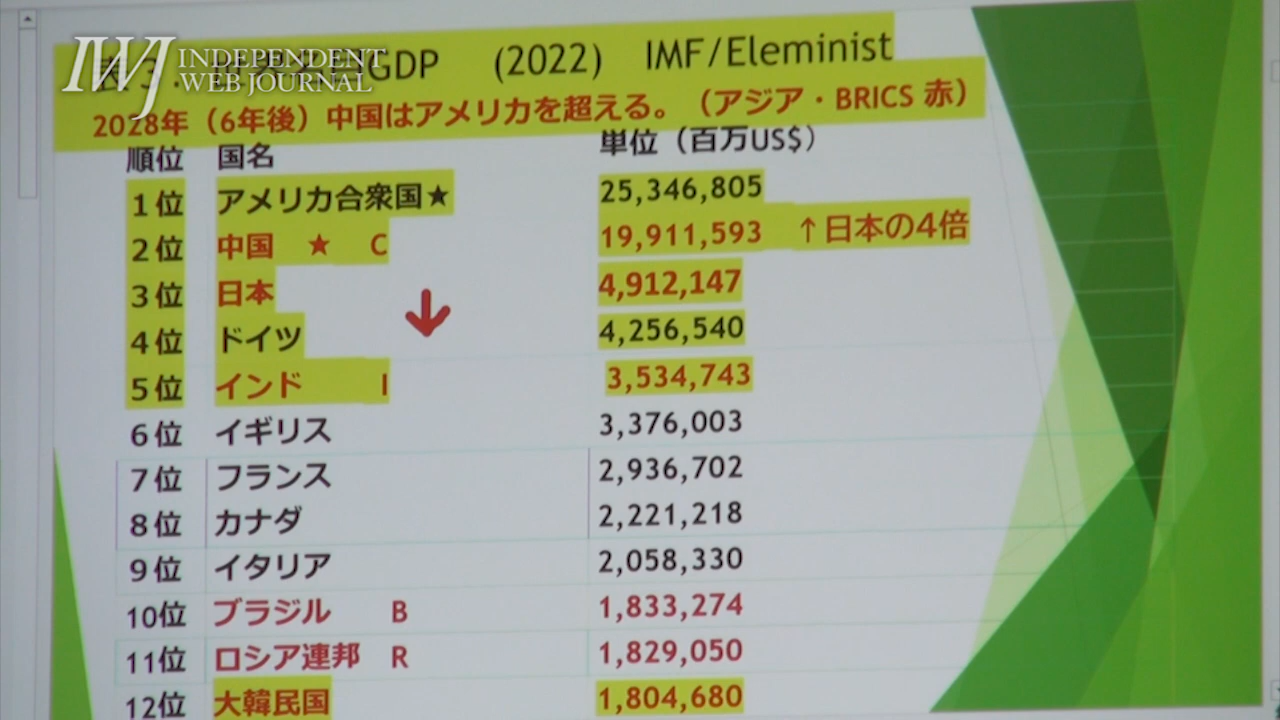 IWJ INDEPENDENT WEB JOURNAL
GDP (2022) IMF/Eleminist
2028年（6年後）中国はアメリカを超える。（アジア・BRICS 赤）
順位 国名 単位（百万US$）
1位 アメリカ合衆国★ 25,346,805
2位 中国 ★ C 19,911,593 ↑日本の4倍
3位 日本 4,912,147
4位 ドイツ ↓ 4,256,540
5位 インド I 3,534,743
6位 イギリス 3,376,003
7位 フランス 2,936,702
8位 カナダ 2,221,218
9位 イタリア 2,058,330
10位 ブラジル B 1,833,274
11位 ロシア連邦 R 1,829,050
12位 大韓民国 1,804,680